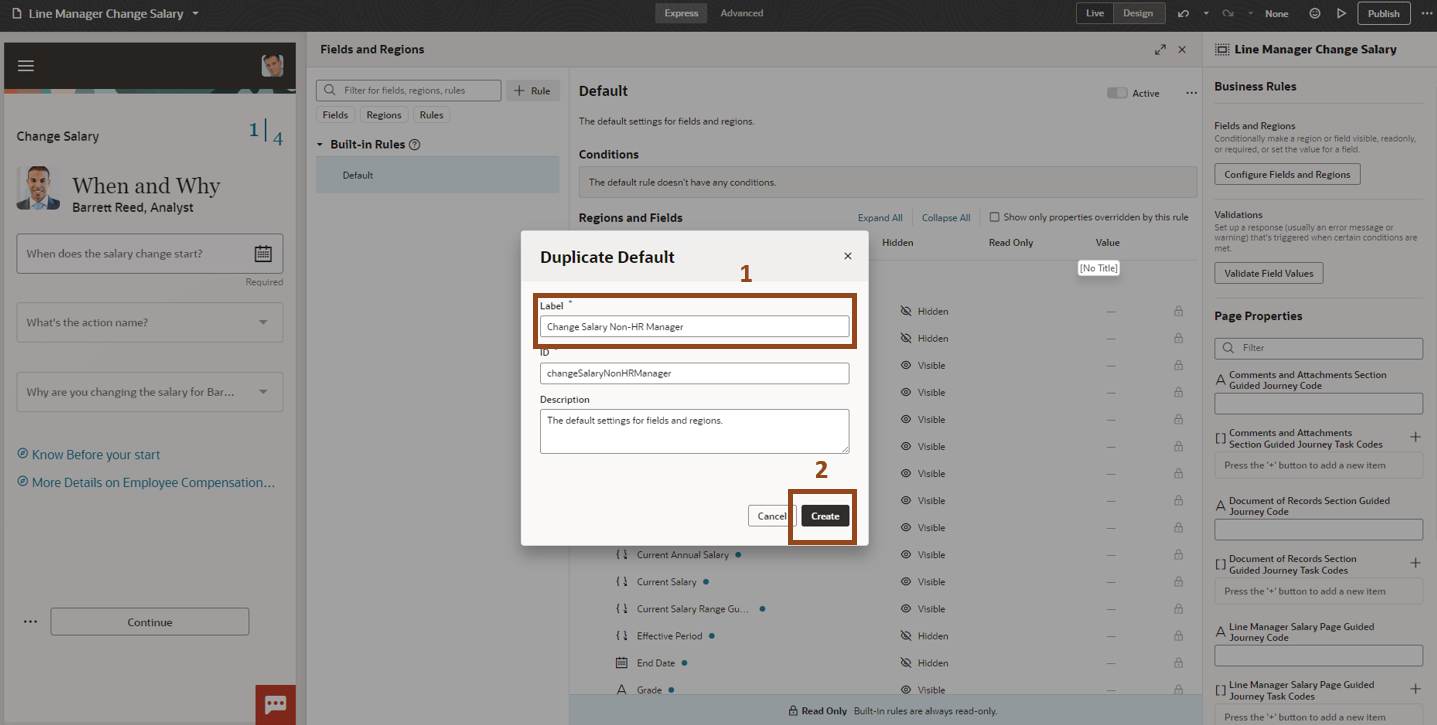 Line Manager Change Salary
Express
Advanced
Live
Design
None
Publish
Change Salary
1
4
When and Why
Barrett Reed, Analyst
When does the salary change start?
Required
What's the action name?
Why are you changing the salary for Bar...
Know Before your start
More Details on Employee Compensation...
Continue
Fields and Regions
Filter for fields, regions, rules
+ Rule
Fields
Regions
Rules
Built-in Rules
Default
Default
Active
The default settings for fields and regions.
Conditions
The default rule doesn't have any conditions.
Regions and Fields
Expand All
Collapse All
Show only properties overridden by this rule
Hidden
Read Only
Value
[No Title]
Hidden
Hidden
Visible
Visible
Visible
Visible
Visible
Visible
Visible
Current Annual Salary
Visible
Current Salary
Visible
Current Salary Range Gu...
Visible
Effective Period
Hidden
End Date
Hidden
Grade
Visible
Read Only Built-in rules are always read-only.
Duplicate Default
1
Label *
Change Salary Non-HR Manager
ID
changeSalaryNonHRManager
Description
The default settings for fields and regions.
2
Cancel
Create
Line Manager Change Salary
Business Rules
Fields and Regions
Conditionally make a region or field visible, readonly,
or required, or set the value for a field.
Configure Fields and Regions
Validations
Set up a response (usually an error message or
warning) that's triggered when certain conditions are
met.
Validate Field Values
Page Properties
Filter
Comments and Attachments Section
Guided Journey Code
Comments and Attachments
Section Guided Journey Task Codes
Press the '+' button to add a new item
Document of Records Section Guided
Journey Code
Document of Records Section
Guided Journey Task Codes
Press the '+' button to add a new item
Line Manager Salary Page Guided
Journey Code
Line Manager Salary Page Guided
Journey Task Codes
Press the '+' button to add a new item